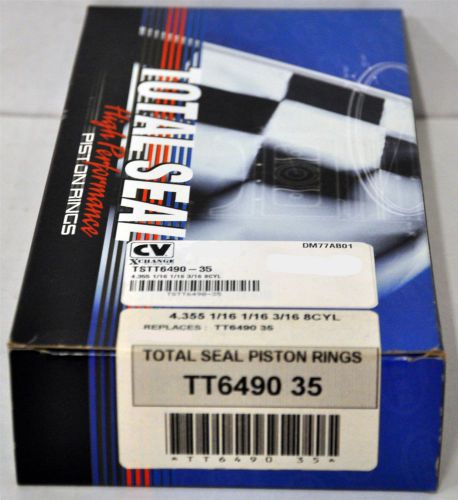 TOTAL SEAL
High Performance
PISTON RINGS
CV
XCHANGE
DM77AB01
TSTT6490-35
4.355 1/16 1/16 3/16 8CYL
TSTT6490-35
4.355 1/16 1/16 3/16 8CYL
REPLACES : TT6490 35
TOTAL SEAL PISTON RINGS
TT6490 35
*TT6490 35*